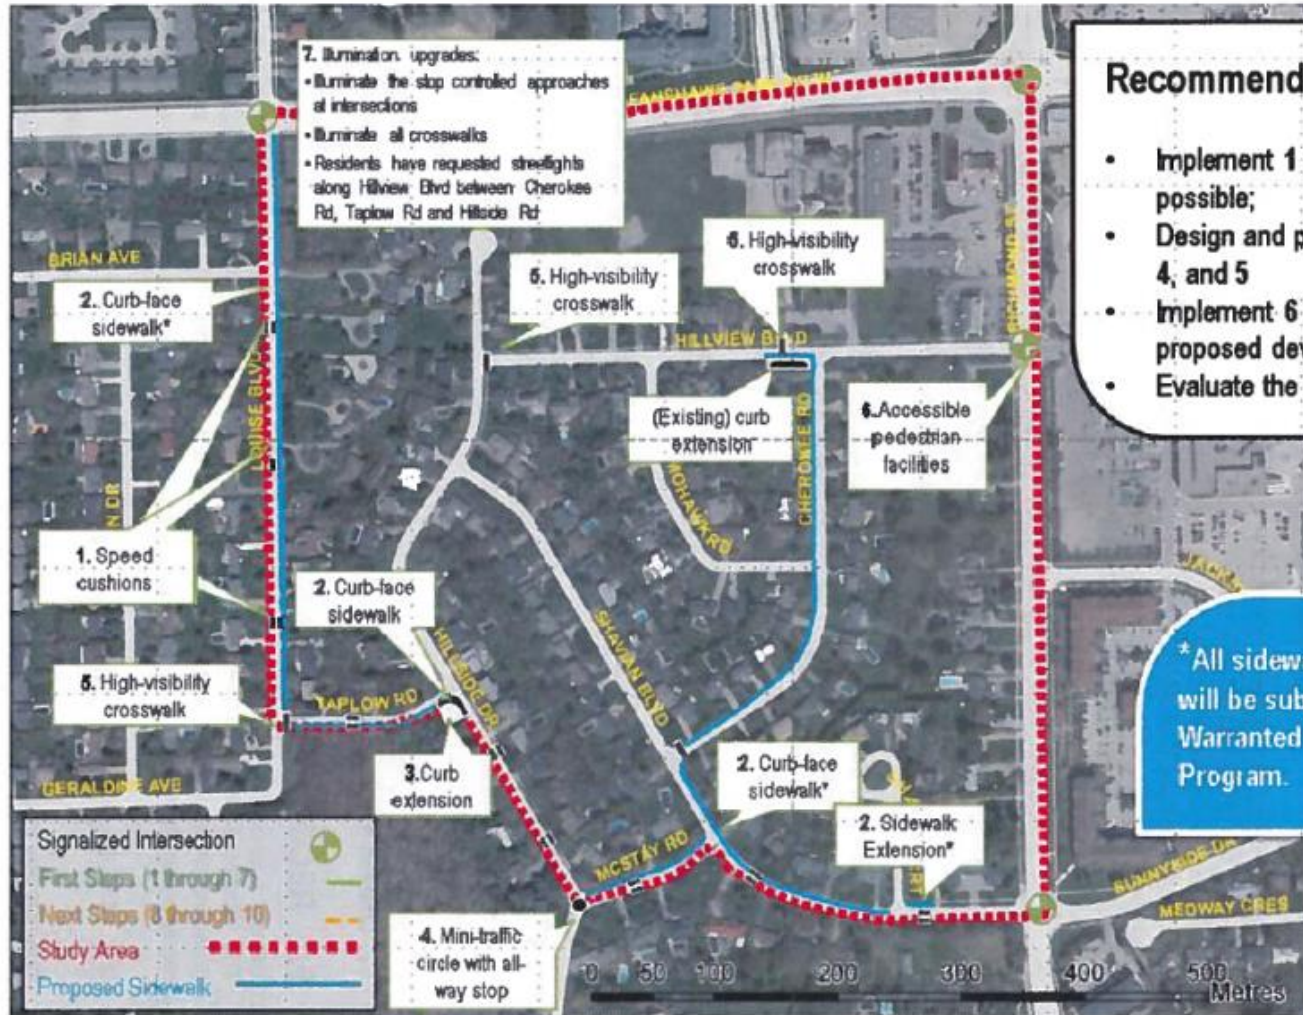 7. Illumination upgrades:
• Illuminate the stop controlled approaches
at intersections
• Illuminate all crosswalks
• Residents have requested streetlights
along Hillview Blvd between Cherokee
Rd, Taplow Rd and Hillside Rd
Recommend
• Implement 1
possible;
• Design and p
4, and 5
• Implement 6
proposed dev
• Evaluate the
BRIAN AVE
2. Curb-face
sidewalk*
5. High-visibility
crosswalk
6. High-visibility
crosswalk
HILLVIEW BLVD
RICHMOND ST
LOUISE BLVD
(Existing) curb
extension
6. Accessible
pedestrian
facilities
MOHAWK RD
CHEROKEE RD
N DR
1. Speed
cushions
2. Curb-face
sidewalk
JACK
HILLSIDE DR
SHAVIAN BLVD
5. High-visibility
crosswalk
TAPLOW RD
*All sidew
will be sub
Warranted
Program.
GERALDINE AVE
3. Curb
extension
2. Curb-face
sidewalk*
2. Sidewalk
Extension*
MCSTAY RD
SUNNYSIDE DR
MEDWAY CRES
4. Mini-traffic
circle with all-
way stop
Signalized Intersection
First Steps (1 through 7)
Next Steps (8 through 10)
Study Area
Proposed Sidewalk
0 50 100 200 300 400 500
Metres